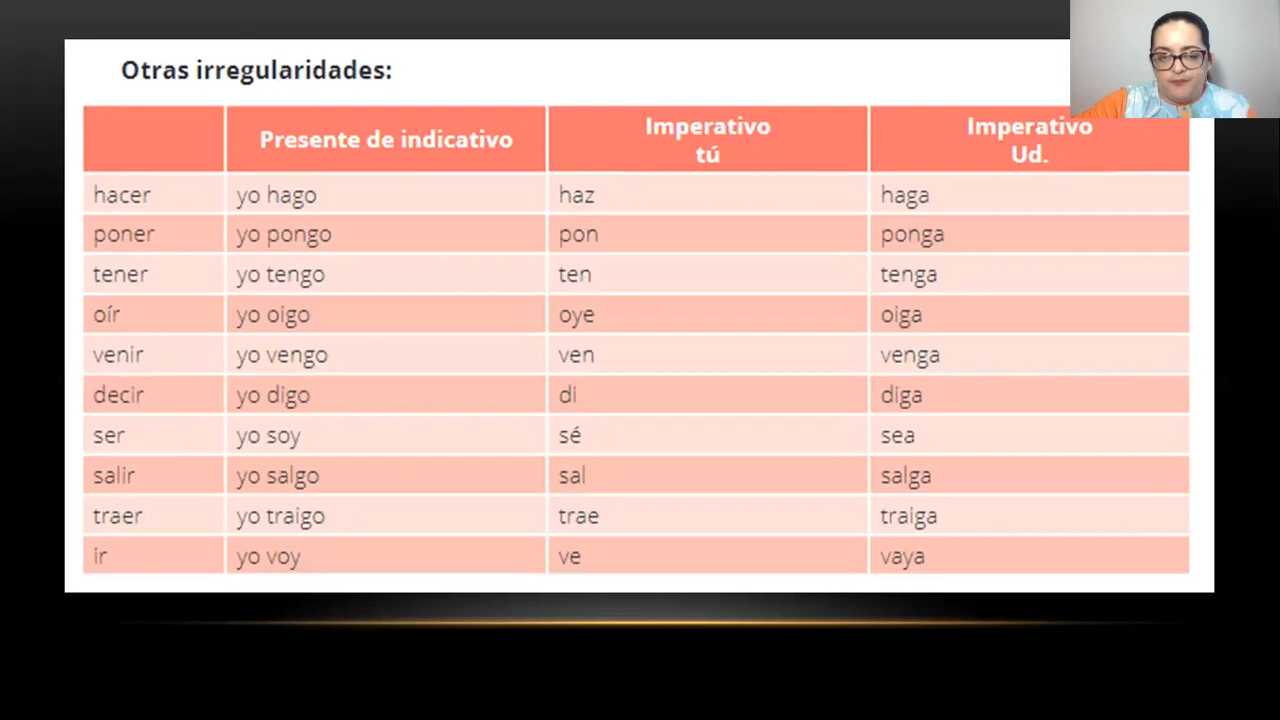 Otras irregularidades:
Presente de indicativo Imperativo tú Imperativo Ud.
hacer yo hago haz haga
poner yo pongo pon ponga
tener yo tengo ten tenga
oír yo oigo oye oiga
venir yo vengo ven venga
decir yo digo di diga
ser yo soy sé sea
salir yo salgo sal salga
traer yo traigo trae traiga
ir yo voy ve vaya